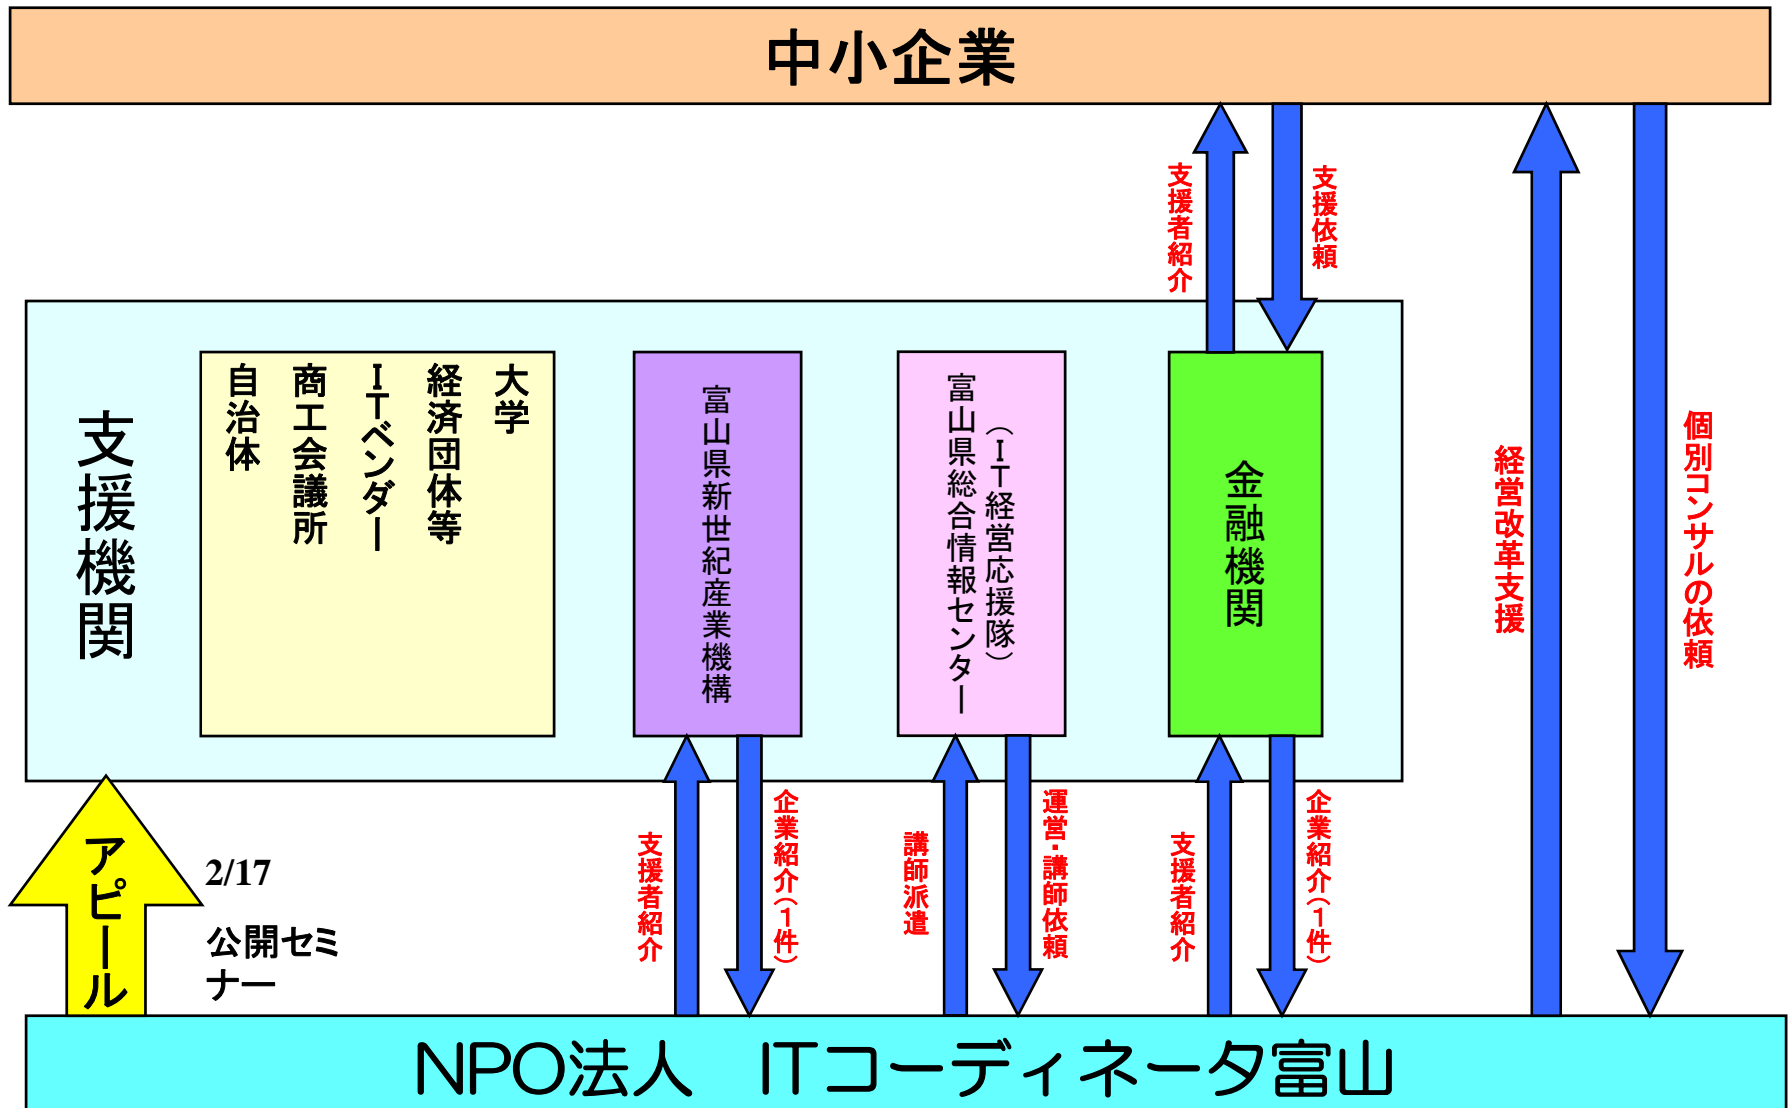 中小企業
支援者紹介
支援依頼
経営改革支援
個別コンサルの依頼
支援機関
自治体
商工会議所
ITベンダー
経済団体等
大学
富山県新世紀産業機構
富山県総合情報センター
（IT経営応援隊）
金融機関
アピール
2/17
公開セミ
ナー
支援者紹介
企業紹介（1件）
講師派遣
運営・講師依頼
支援者紹介
企業紹介（1件）
NPO法人　ITコーディネータ富山